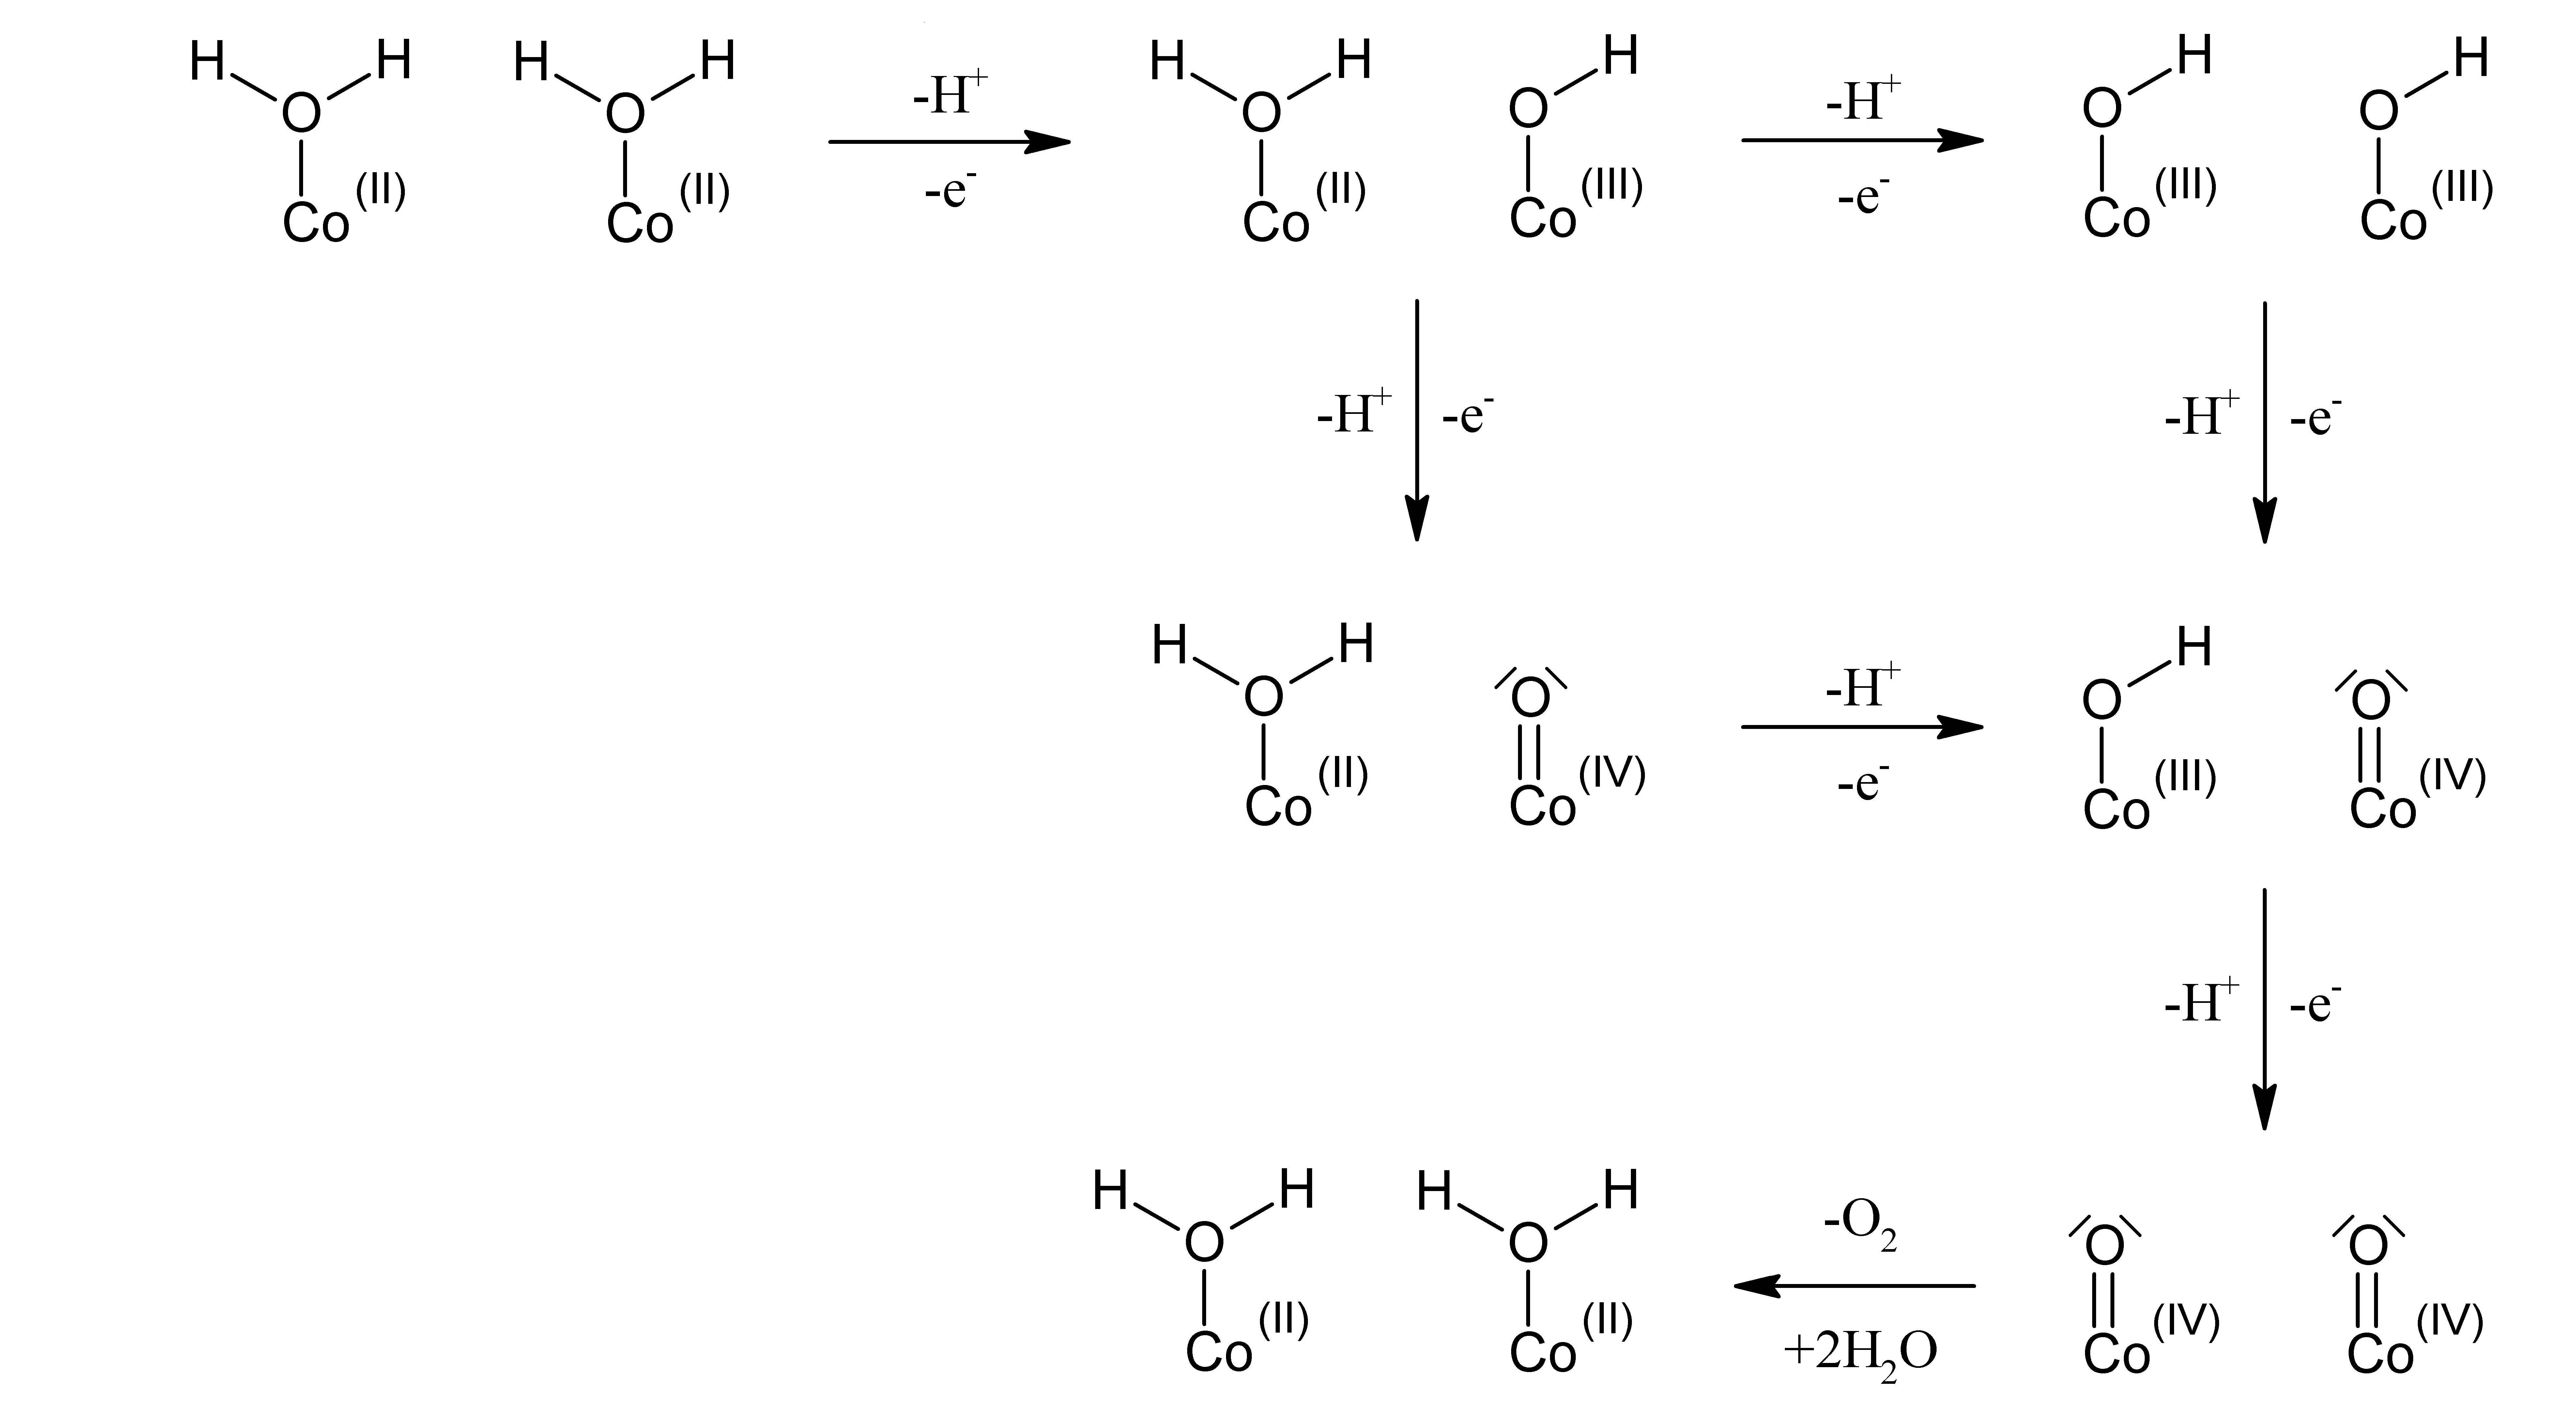 H H H H -H⁺ H H H -H⁺ H H
O O O O O O
Co(II) Co(II) -e⁻ Co(II) Co(III) -e⁻ Co(III) Co(III)
-H⁺ -e⁻ -H⁺ -e⁻
H H H
O O -H⁺ O O
Co(II) Co(IV) -e⁻ Co(III) Co(IV)
-H⁺ -e⁻
H H H H
O O -O₂ O O
Co(II) Co(II) +2H₂O Co(IV) Co(IV)